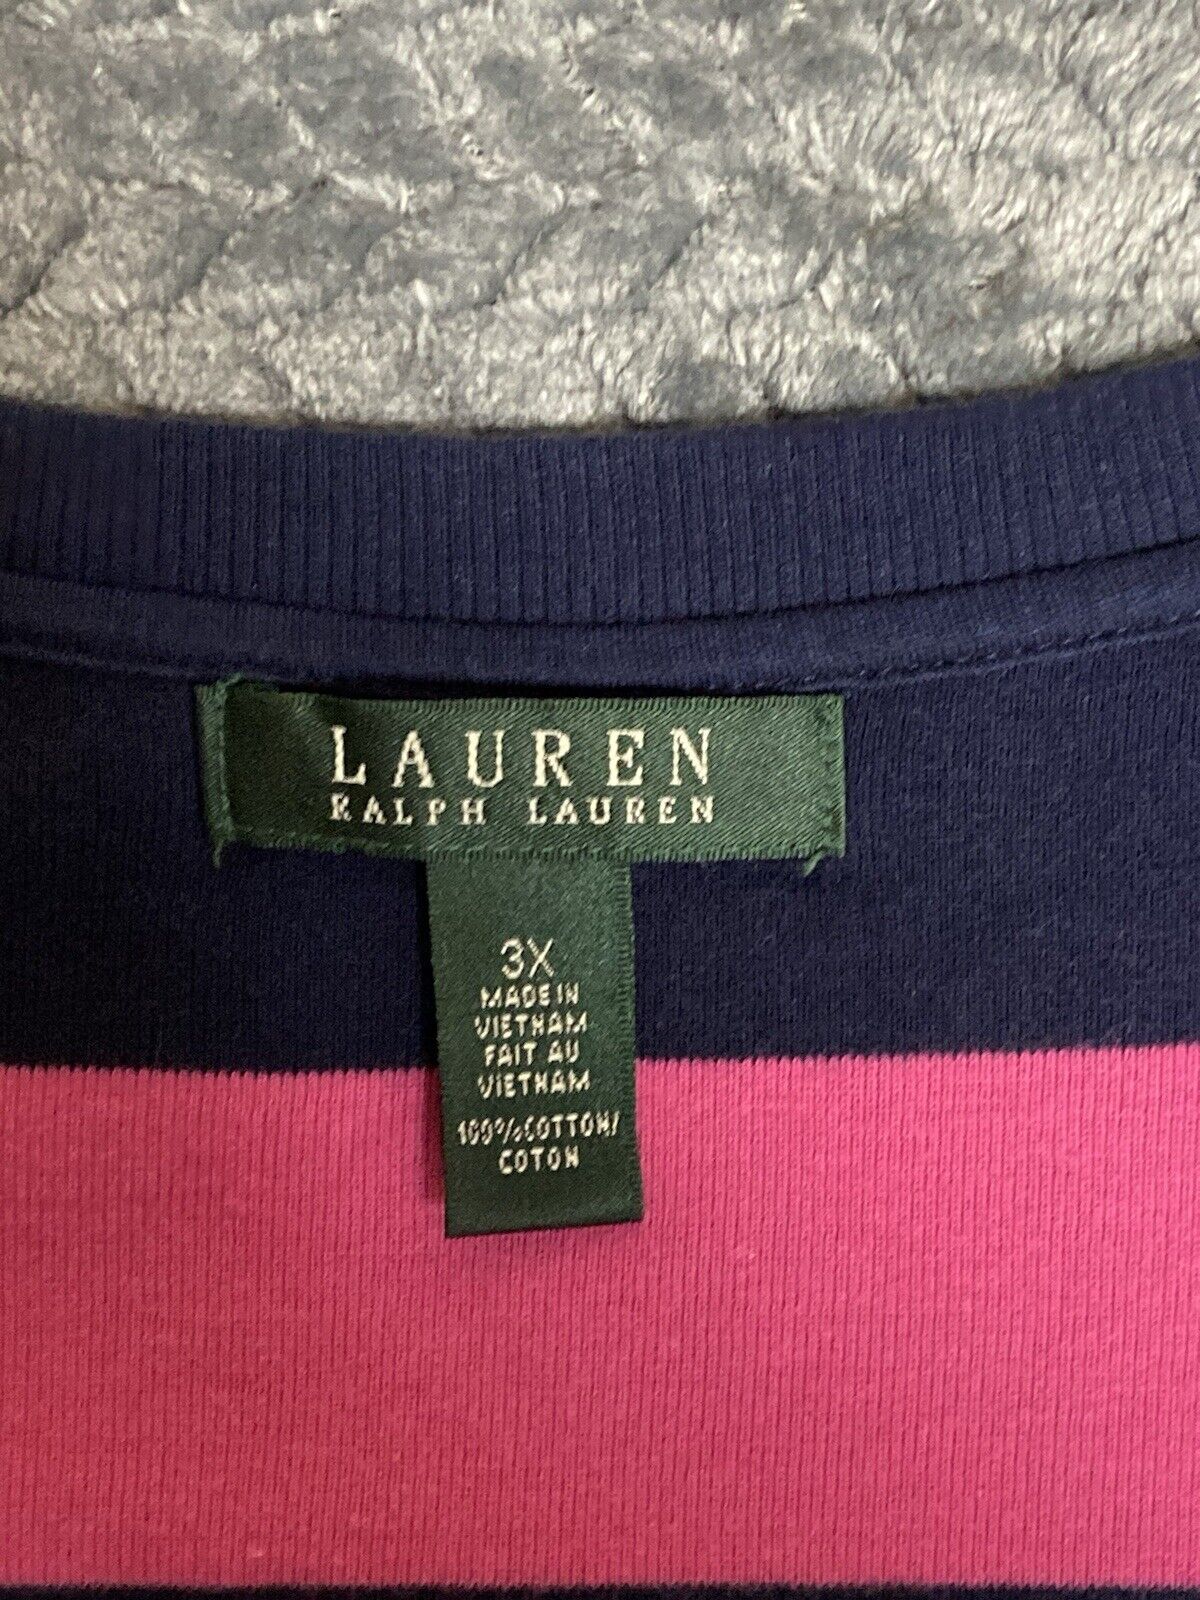 LAUREN
RALPH LAUREN
3X
MADE IN
VIETNAM
FAIT AU
VIETNAM
100%COTTON/
COTON